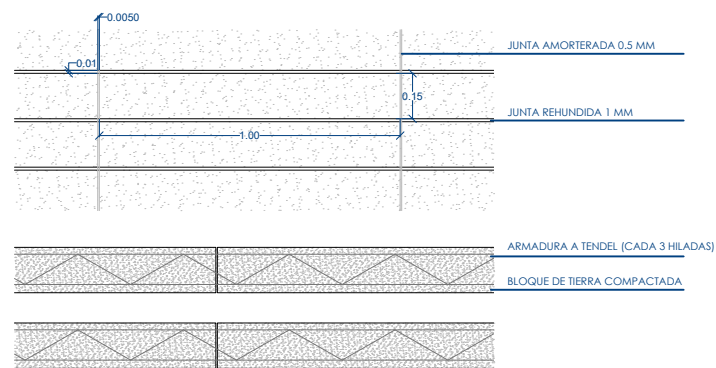 0.0050
JUNTA AMORTERADA 0.5 MM
0.01
0.15
JUNTA REHUNDIDA 1 MM
1.00
ARMADURA A TENDEL (CADA 3 HILADAS)
BLOQUE DE TIERRA COMPACTADA